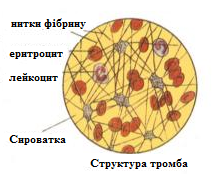 нитки фібрину
еритроцит
лейкоцит
Сироватка
Структура тромба